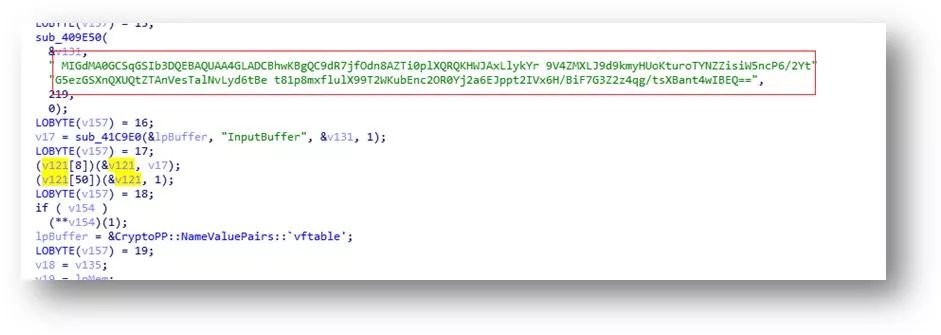 LOBYTE(v157) = 15;
sub_409E50(
&v131,
" MIGdMA0GCSqGSIb3DQEBAQUAA4GLADCBhwKBgQC9dR7jfOdn8AZTi0plXQRQKHWJAxLlykYr 9V4ZMXLJ9d9kmyHUoKturoTYNZZisiW5ncP6/2Yt"
"G5ezGSXnQXUQtZTAnVesTalNvLyd6tBe t81p8mxflulX99T2WKubEnc2OR0Yj2a6EJppt2IVx6H/BiF7G3Z2z4qg/tsXBant4wIBEQ==",
219,
0);
LOBYTE(v157) = 16;
v17 = sub_41C9E0(&lpBuffer, "InputBuffer", &v131, 1);
LOBYTE(v157) = 17;
(v121[8])(&v121, v17);
(v121[50])(&v121, 1);
LOBYTE(v157) = 18;
if ( v154 )
(**v154)(1);
lpBuffer = &CryptoPP::NameValuePairs::`vftable';
LOBYTE(v157) = 19;
v18 = v135;
v19 = lpMem;